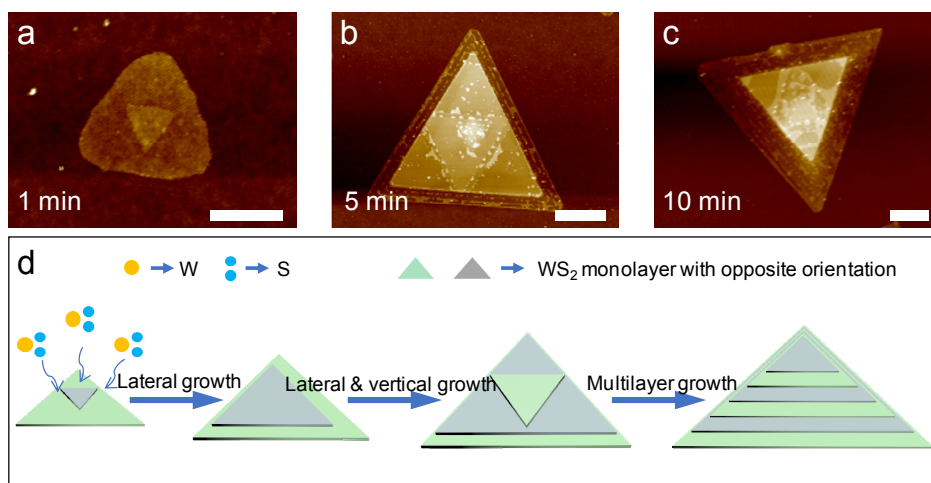 a
b
c
1 min
5 min
10 min
d
W
S
WS₂ monolayer with opposite orientation
Lateral growth
Lateral & vertical growth
Multilayer growth